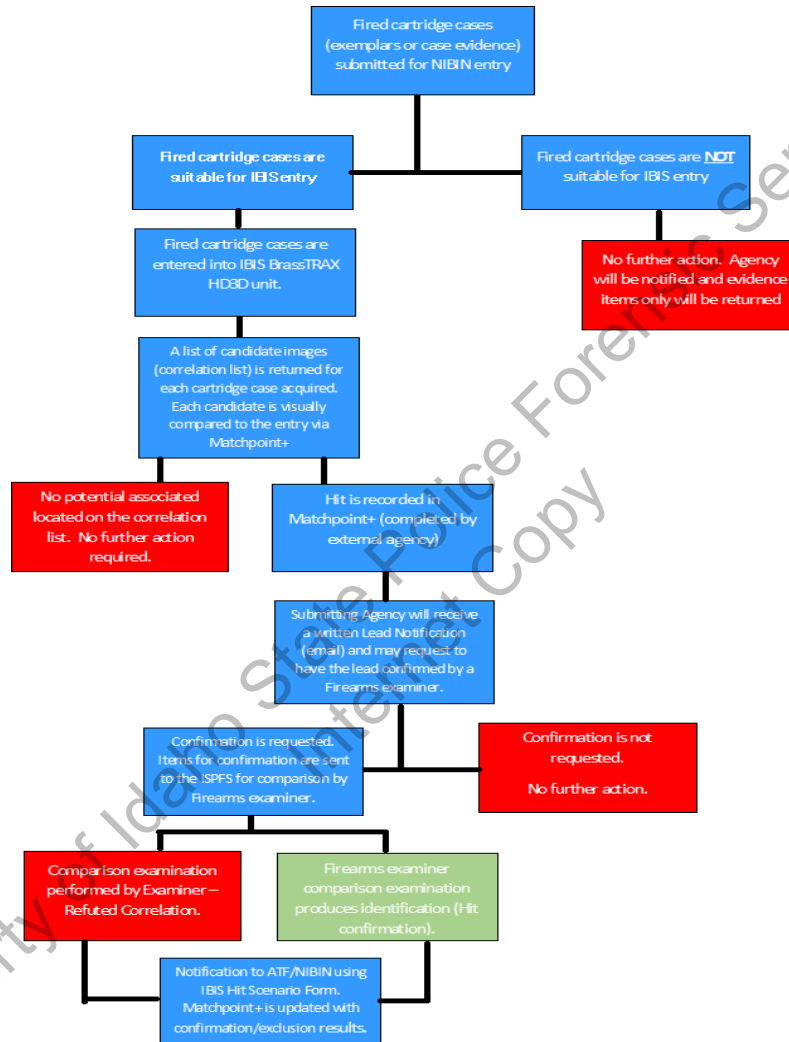 Fired cartridge cases
(exemplars or case evidence)
submitted for NIBIN entry
Fired cartridge cases are
suitable for IBIS entry
Fired cartridge cases are NOT
suitable for IBIS entry
Fired cartridge cases are
entered into IBIS BrassTRAX
HD3D unit.
No further action. Agency
will be notified and evidence
items only will be returned
A list of candidate images
(correlation list) is returned for
each cartridge case acquired.
Each candidate is visually
compared to the entry via
Matchpoint+
No potential associated
located on the correlation
list. No further action
required.
Hit is recorded in
Matchpoint+ (completed by
external agency)
Submitting Agency will receive
a written Lead Notification
(email) and may request to
have the lead confirmed by a
Firearms examiner.
Confirmation is requested.
Items for confirmation are sent
to the ISPFS for comparison by
Firearms examiner.
Confirmation is not
requested.
No further action.
Comparison examination
performed by Examiner –
Refuted Correlation.
Firearms examiner
comparison examination
produces identification (Hit
confirmation).
Notification to ATF/NIBIN using
IBIS Hit Scenario Form.
Matchpoint+ is updated with
confirmation/exclusion results.
of Idaho State Police Forensic
Internet Copy